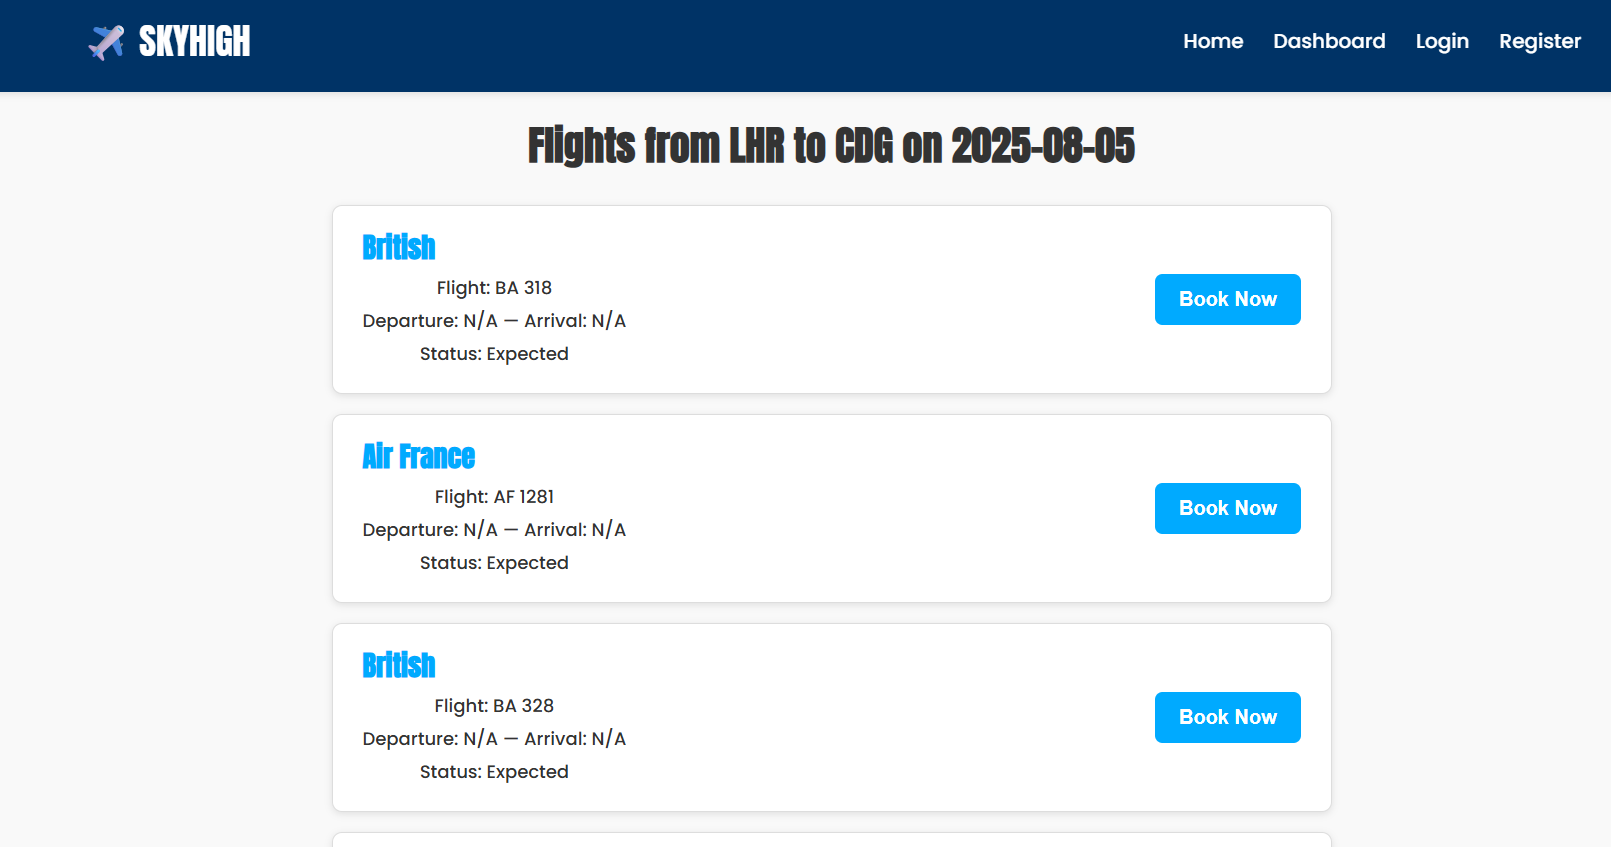 SKYHIGH
Home Dashboard Login Register
Flights from LHR to CDG on 2025-08-05
British
Flight: BA 318
Departure: N/A — Arrival: N/A
Status: Expected
Book Now
Air France
Flight: AF 1281
Departure: N/A — Arrival: N/A
Status: Expected
Book Now
British
Flight: BA 328
Departure: N/A — Arrival: N/A
Status: Expected
Book Now